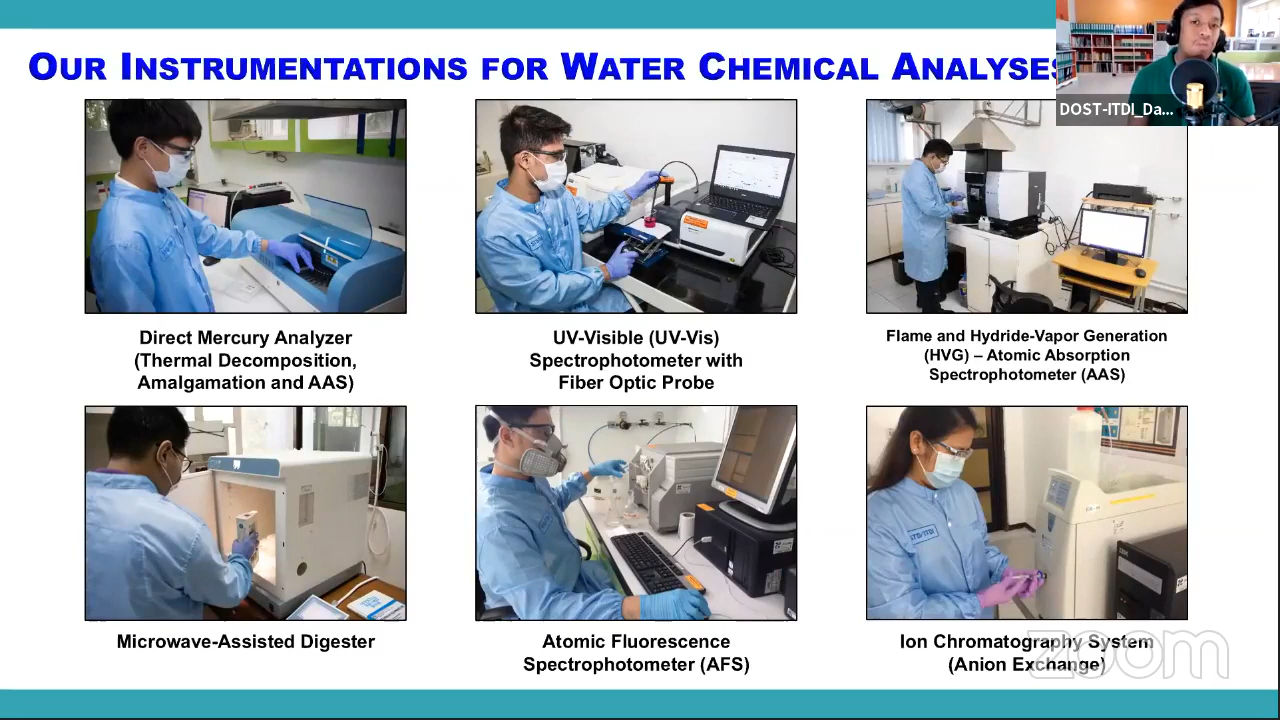 OUR INSTRUMENTATIONS FOR WATER CHEMICAL ANALYSES
DOST-ITDI_Da...
Direct Mercury Analyzer
(Thermal Decomposition,
Amalgamation and AAS)
UV-Visible (UV-Vis)
Spectrophotometer with
Fiber Optic Probe
Flame and Hydride-Vapor Generation
(HVG) – Atomic Absorption
Spectrophotometer (AAS)
Microwave-Assisted Digester
Atomic Fluorescence
Spectrophotometer (AFS)
Ion Chromatography System
(Anion Exchange)
zoom